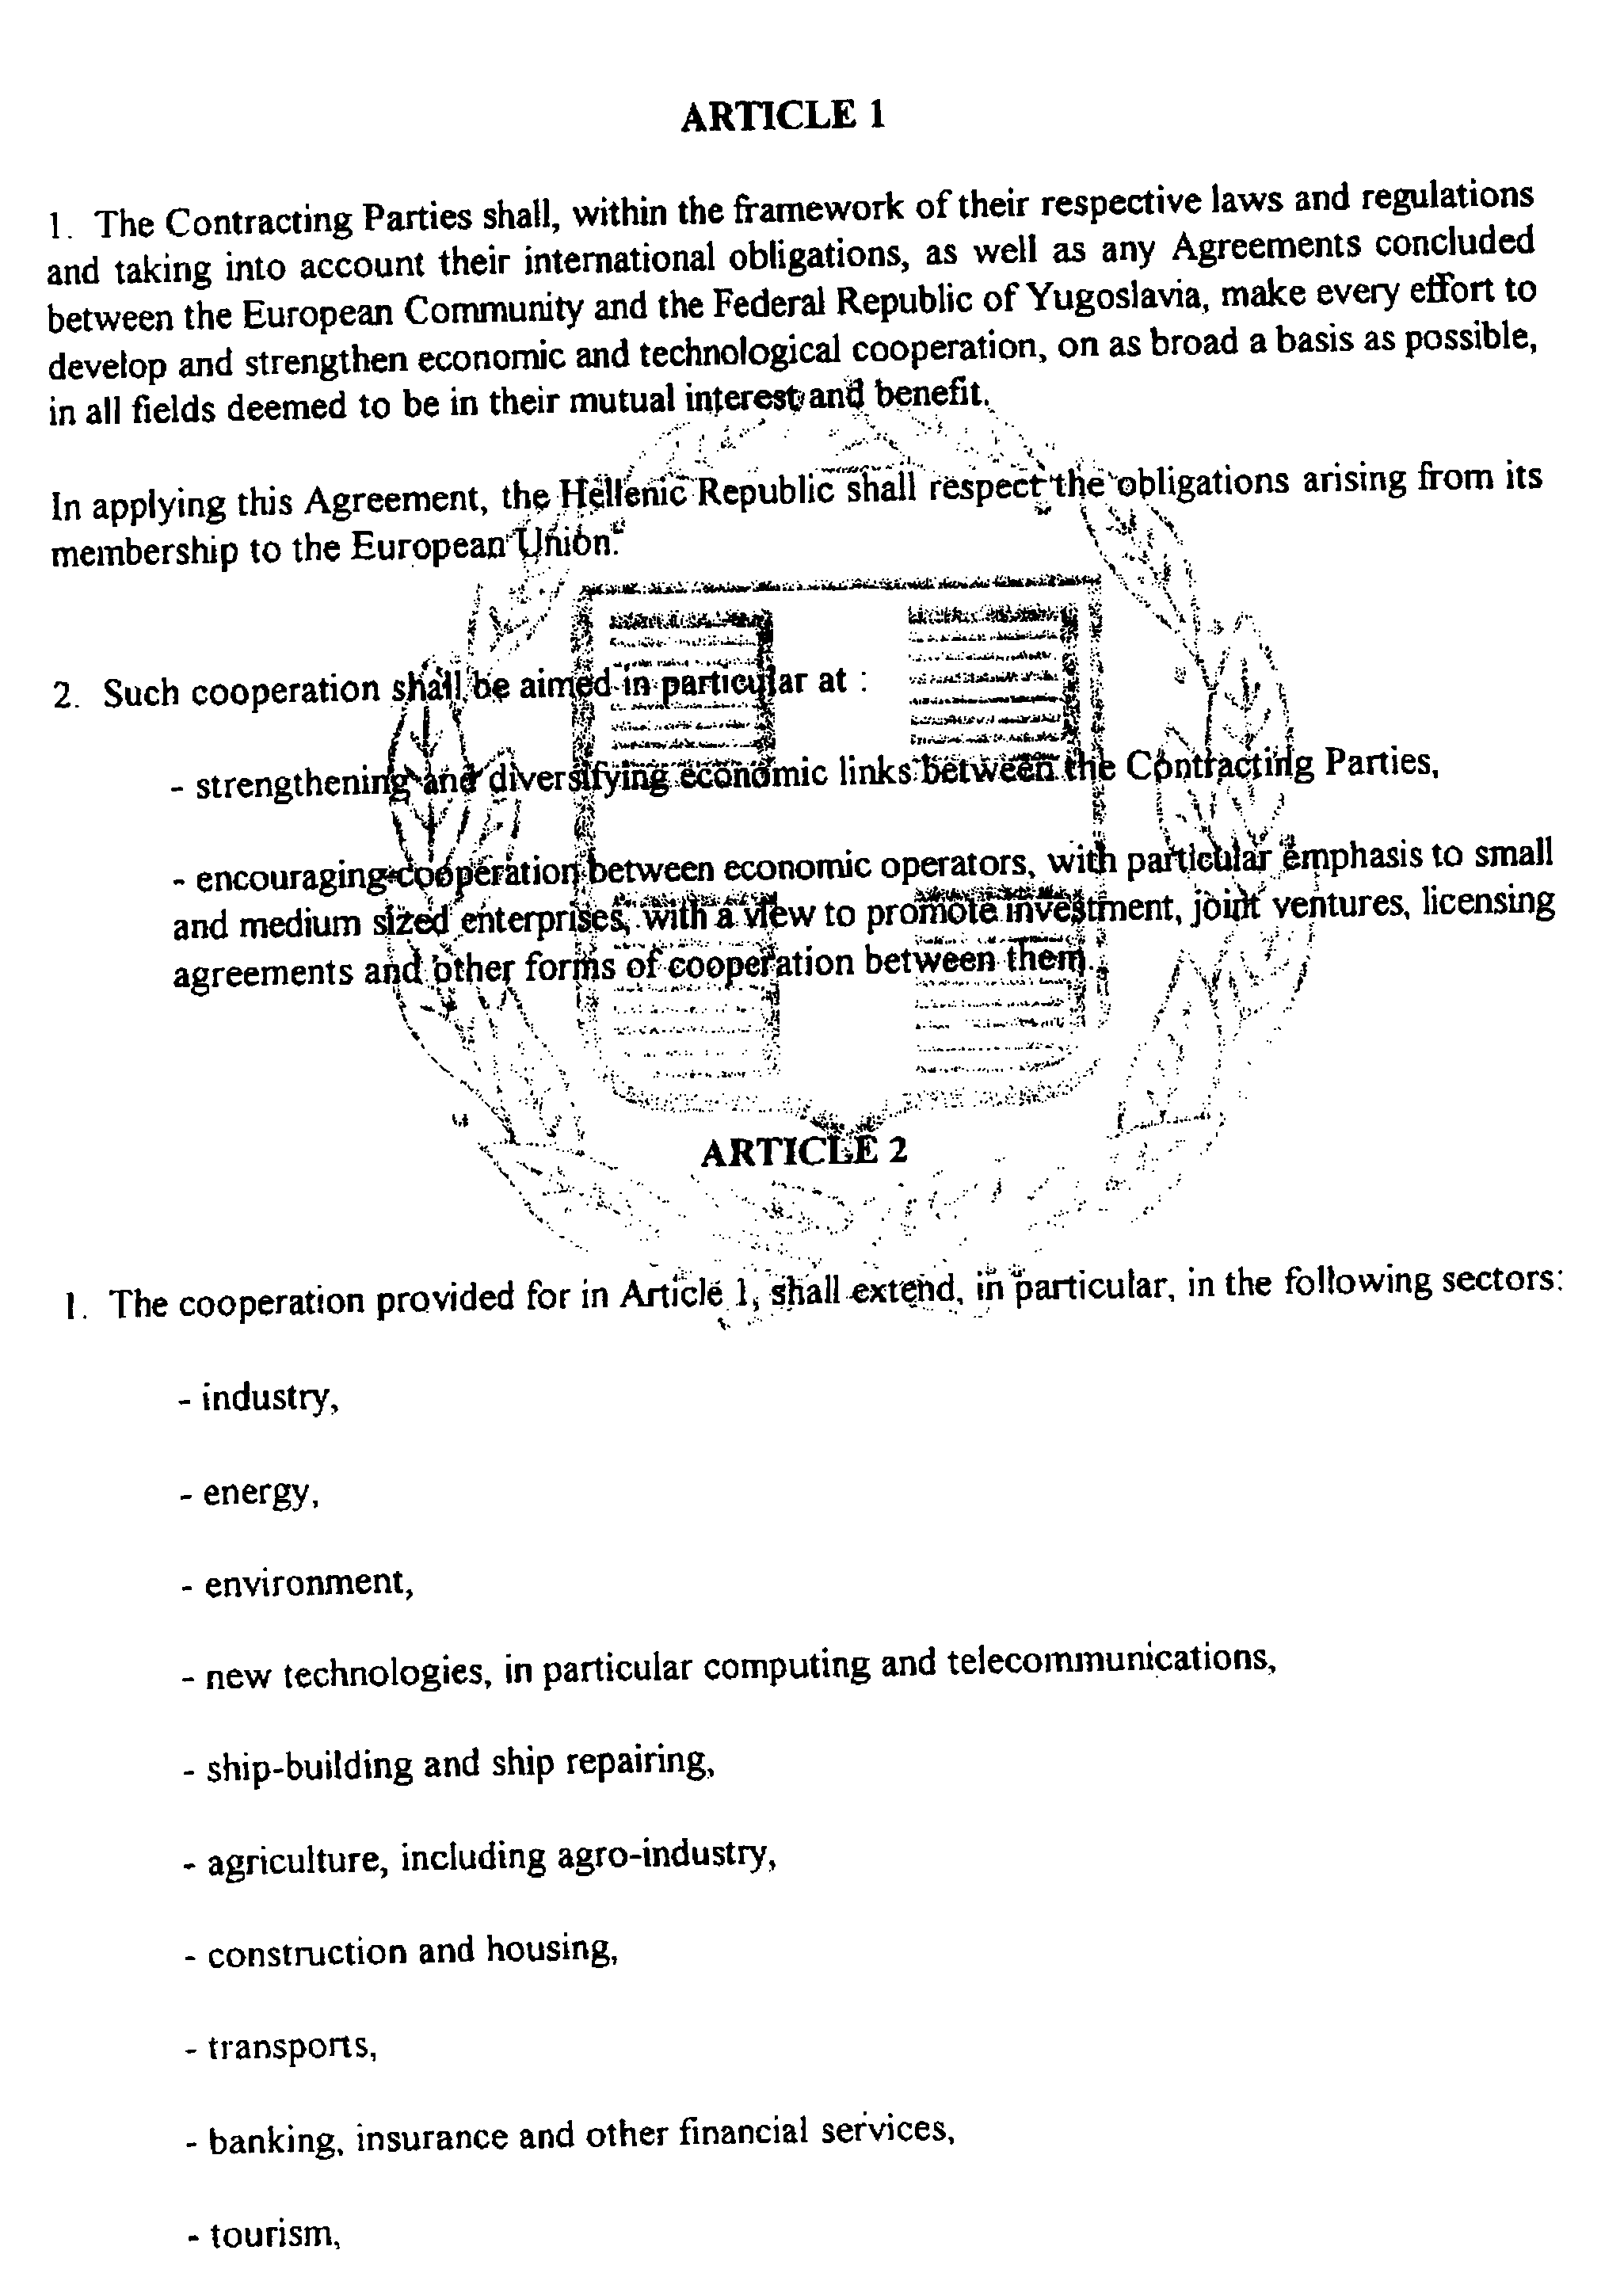 ARTICLE 1
1. The Contracting Parties shall, within the framework of their respective laws and regulations
and taking into account their international obligations, as well as any Agreements concluded
between the European Community and the Federal Republic of Yugoslavia, make every effort to
develop and strengthen economic and technological cooperation, on as broad a basis as possible,
in all fields deemed to be in their mutual interest and benefit.
In applying this Agreement, the Hellenic Republic shall respect the obligations arising from its
membership to the European Union.
2. Such cooperation shall be aimed in particular at :
- strengthening and diversifying economic links between the Contracting Parties,
- encouraging cooperation between economic operators, with particular emphasis to small
and medium sized enterprises, with a view to promote investment, joint ventures, licensing
agreements and other forms of cooperation between them.
ARTICLE 2
1. The cooperation provided for in Article 1, shall extend, in particular, in the following sectors:
- industry,
- energy,
- environment,
- new technologies, in particular computing and telecommunications,
- ship-building and ship repairing,
- agriculture, including agro-industry,
- construction and housing,
- transports,
- banking, insurance and other financial services,
- tourism,